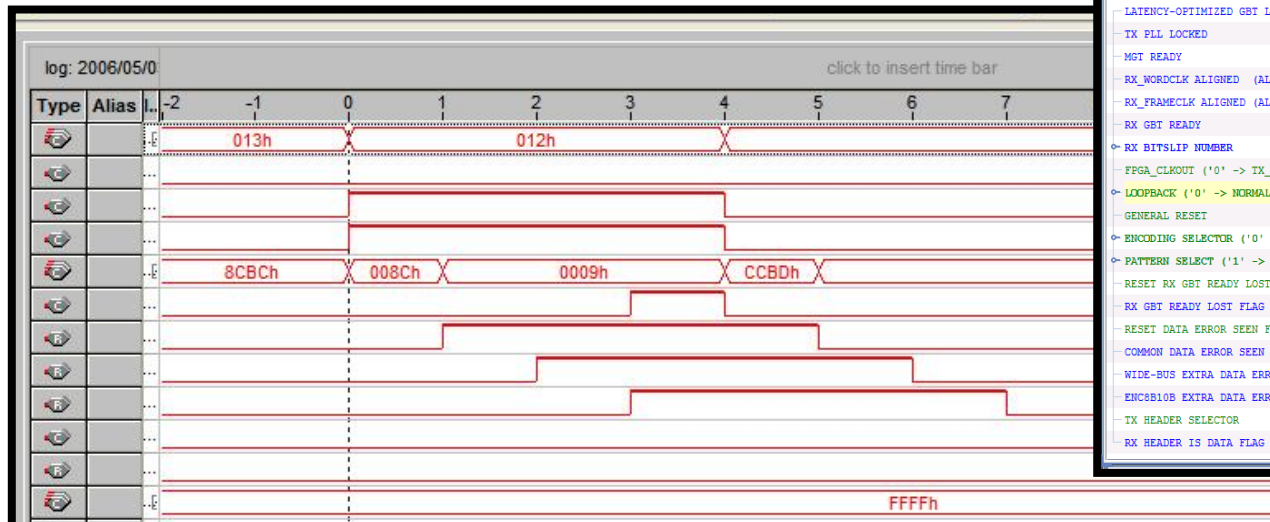 log: 2006/05/0
click to insert time bar
Type Alias I.. -2 -1 0 1 2 3 4 5 6 7
013h 012h
8CBCh 008Ch 0009h CCBDh
FFFFh
LATENCY-OPTIMIZED GBT L
TX PLL LOCKED
MGT READY
RX_WORDCLK ALIGNED (AL
RX_FRAMECLK ALIGNED (AL
RX GBT READY
RX BITSLIP NUMBER
FPGA_CLKOUT ('0' -> TX_
LOOPBACK ('0' -> NORMAL
GENERAL RESET
ENCODING SELECTOR ('0'
PATTERN SELECT ('1' ->
RESET RX GBT READY LOST
RX GBT READY LOST FLAG
RESET DATA ERROR SEEN F
COMMON DATA ERROR SEEN
WIDE-BUS EXTRA DATA ERR
ENC8B10B EXTRA DATA ERR
TX HEADER SELECTOR
RX HEADER IS DATA FLAG